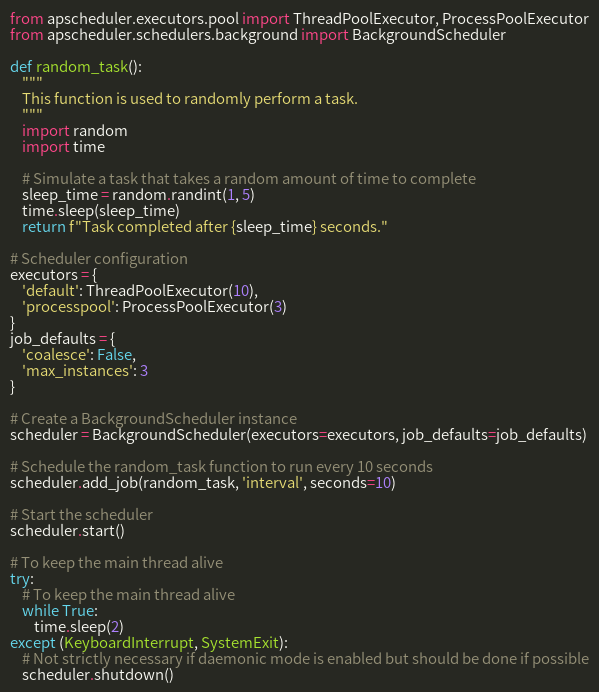 from apscheduler.executors.pool import ThreadPoolExecutor, ProcessPoolExecutor
from apscheduler.schedulers.background import BackgroundScheduler

def random_task():
    """
    This function is used to randomly perform a task.
    """
    import random
    import time

    # Simulate a task that takes a random amount of time to complete
    sleep_time = random.randint(1, 5)
    time.sleep(sleep_time)
    return f"Task completed after {sleep_time} seconds."

# Scheduler configuration
executors = {
    'default': ThreadPoolExecutor(10),
    'processpool': ProcessPoolExecutor(3)
}
job_defaults = {
    'coalesce': False,
    'max_instances': 3
}

# Create a BackgroundScheduler instance
scheduler = BackgroundScheduler(executors=executors, job_defaults=job_defaults)

# Schedule the random_task function to run every 10 seconds
scheduler.add_job(random_task, 'interval', seconds=10)

# Start the scheduler
scheduler.start()

# To keep the main thread alive
try:
    # To keep the main thread alive
    while True:
        time.sleep(2)
except (KeyboardInterrupt, SystemExit):
    # Not strictly necessary if daemonic mode is enabled but should be done if possible
    scheduler.shutdown()